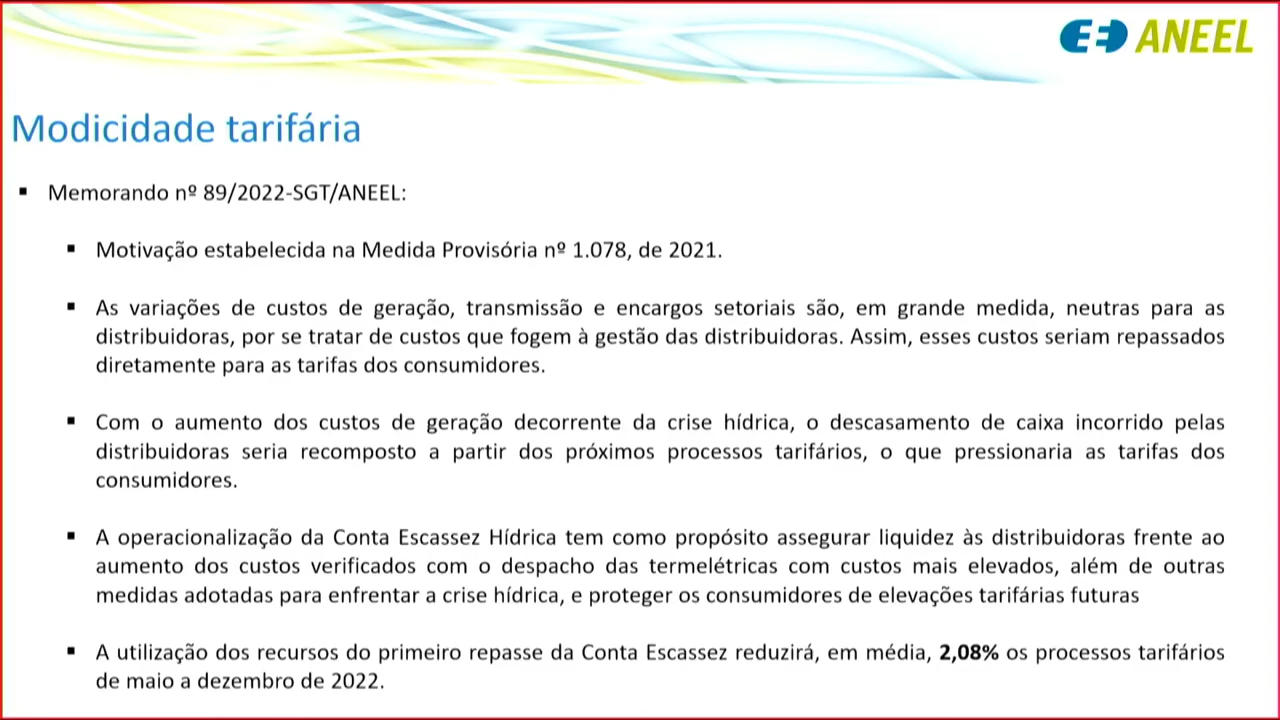 ANEEL
Modicidade tarifária
▪ Memorando nº 89/2022-SGT/ANEEL:
▪ Motivação estabelecida na Medida Provisória nº 1.078, de 2021.
▪ As variações de custos de geração, transmissão e encargos setoriais são, em grande medida, neutras para as
distribuidoras, por se tratar de custos que fogem à gestão das distribuidoras. Assim, esses custos seriam repassados
diretamente para as tarifas dos consumidores.
▪ Com o aumento dos custos de geração decorrente da crise hídrica, o descasamento de caixa incorrido pelas
distribuidoras seria recomposto a partir dos próximos processos tarifários, o que pressionaria as tarifas dos
consumidores.
▪ A operacionalização da Conta Escassez Hídrica tem como propósito assegurar liquidez às distribuidoras frente ao
aumento dos custos verificados com o despacho das termelétricas com custos mais elevados, além de outras
medidas adotadas para enfrentar a crise hídrica, e proteger os consumidores de elevações tarifárias futuras
▪ A utilização dos recursos do primeiro repasse da Conta Escassez reduzirá, em média, 2,08% os processos tarifários
de maio a dezembro de 2022.